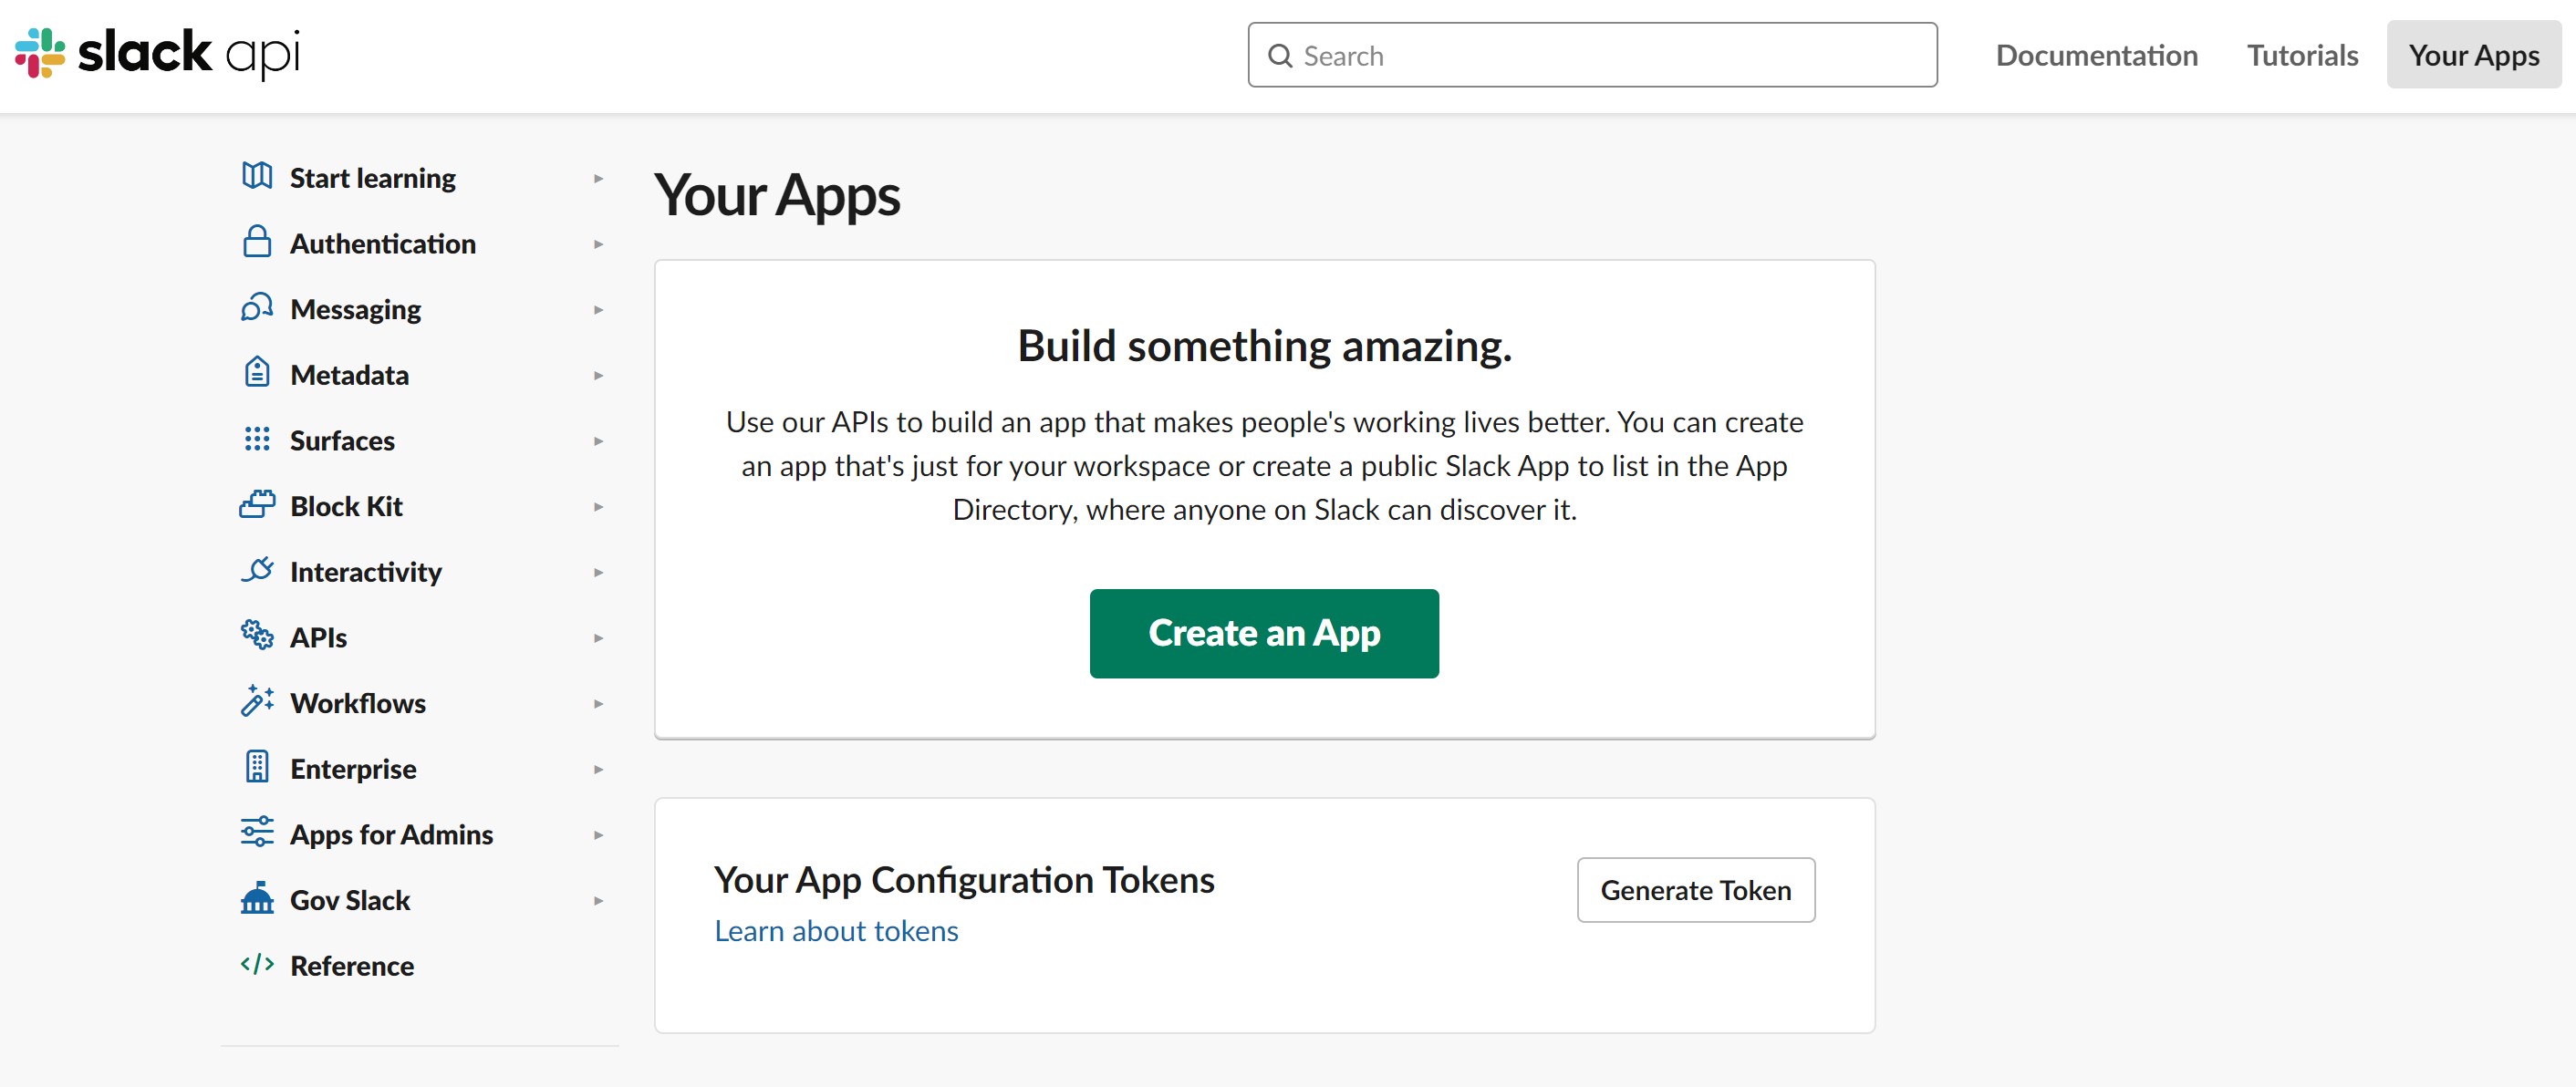 slack api
Search
Documentation
Tutorials
Your Apps
Start learning
Authentication
Messaging
Metadata
Surfaces
Block Kit
Interactivity
APIs
Workflows
Enterprise
Apps for Admins
Gov Slack
Reference
Your Apps
Build something amazing.
Use our APIs to build an app that makes people's working lives better. You can create
an app that's just for your workspace or create a public Slack App to list in the App
Directory, where anyone on Slack can discover it.
Create an App
Your App Configuration Tokens
Learn about tokens
Generate Token